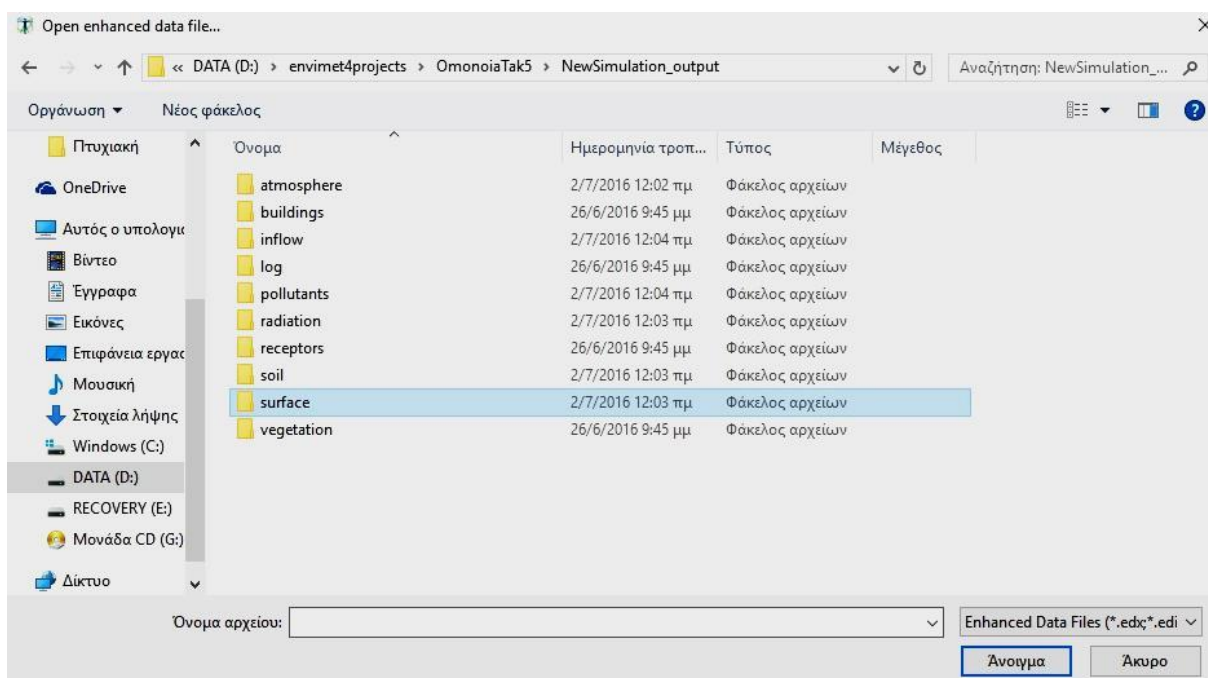 Open enhanced data file...
« DATA (D:) › envimet4projects › OmonoiaTak5 › NewSimulation_output
Αναζήτηση: NewSimulation_...
Οργάνωση Νέος φάκελος
Πτυχιακή
OneDrive
Αυτός ο υπολογισ
Βίντεο
Έγγραφα
Εικόνες
Επιφάνεια εργασ
Μουσική
Στοιχεία λήψης
Windows (C:)
DATA (D:)
RECOVERY (E:)
Μονάδα CD (G:)
Δίκτυο
Όνομα Ημερομηνία τροπ... Τύπος Μέγεθος
atmosphere 2/7/2016 12:02 πμ Φάκελος αρχείων
buildings 26/6/2016 9:45 μμ Φάκελος αρχείων
inflow 2/7/2016 12:04 πμ Φάκελος αρχείων
log 26/6/2016 9:45 μμ Φάκελος αρχείων
pollutants 2/7/2016 12:04 πμ Φάκελος αρχείων
radiation 2/7/2016 12:03 πμ Φάκελος αρχείων
receptors 26/6/2016 9:45 μμ Φάκελος αρχείων
soil 2/7/2016 12:03 πμ Φάκελος αρχείων
surface 2/7/2016 12:03 πμ Φάκελος αρχείων
vegetation 26/6/2016 9:45 μμ Φάκελος αρχείων
Όνομα αρχείου:
Enhanced Data Files (*.edx;*.edi
Άνοιγμα Άκυρο